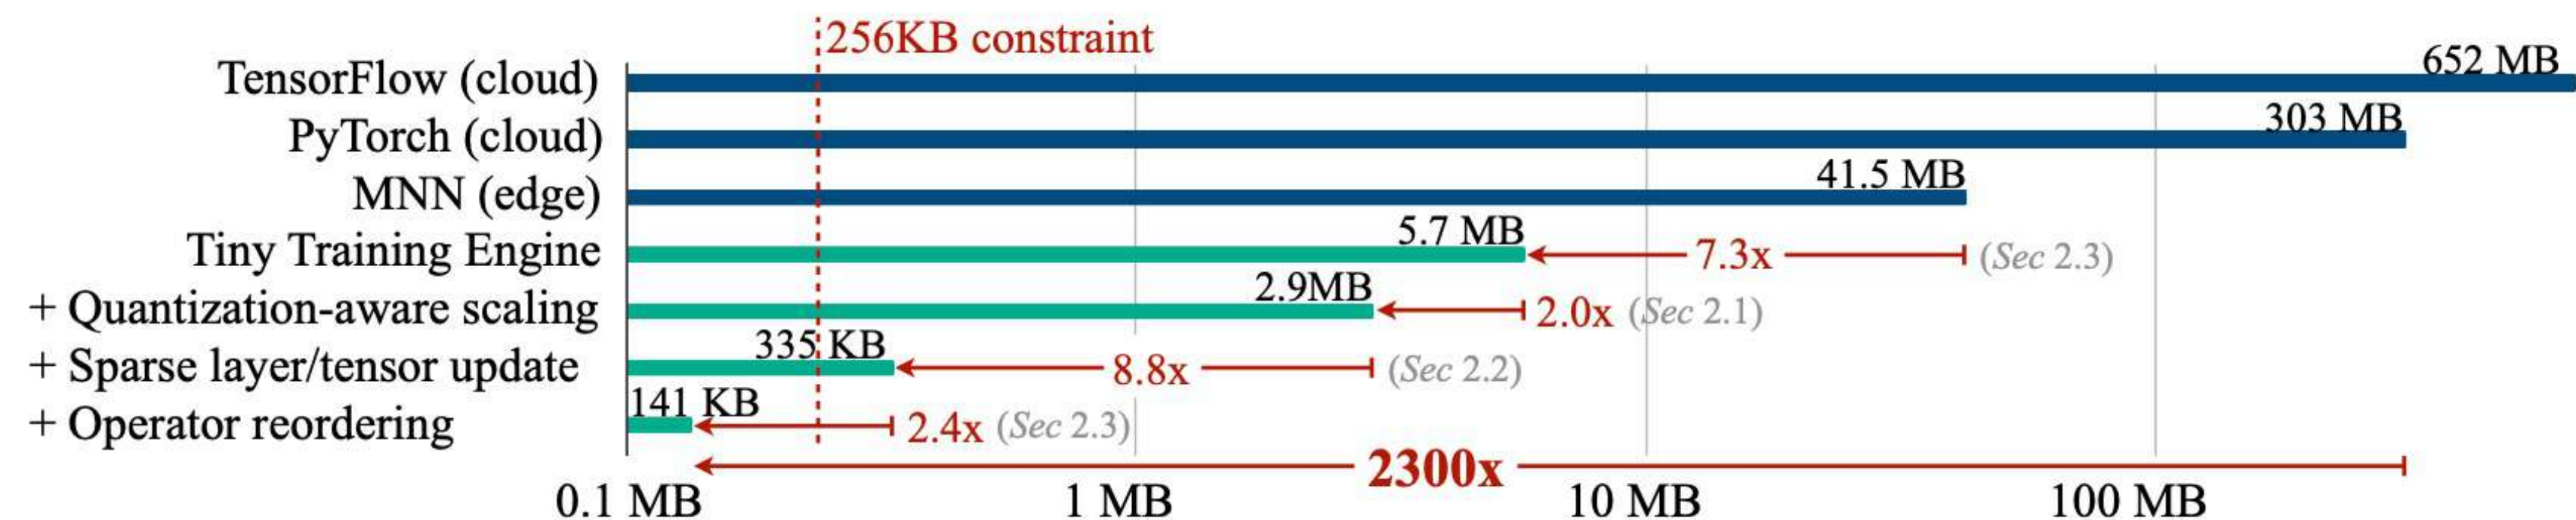 256KB constraint
TensorFlow (cloud) 652 MB
PyTorch (cloud) 303 MB
MNN (edge) 41.5 MB
Tiny Training Engine 5.7 MB 7.3x (Sec 2.3)
+ Quantization-aware scaling 2.9MB 2.0x (Sec 2.1)
+ Sparse layer/tensor update 335 KB 8.8x (Sec 2.2)
+ Operator reordering 141 KB 2.4x (Sec 2.3)
2300x
0.1 MB 1 MB 10 MB 100 MB